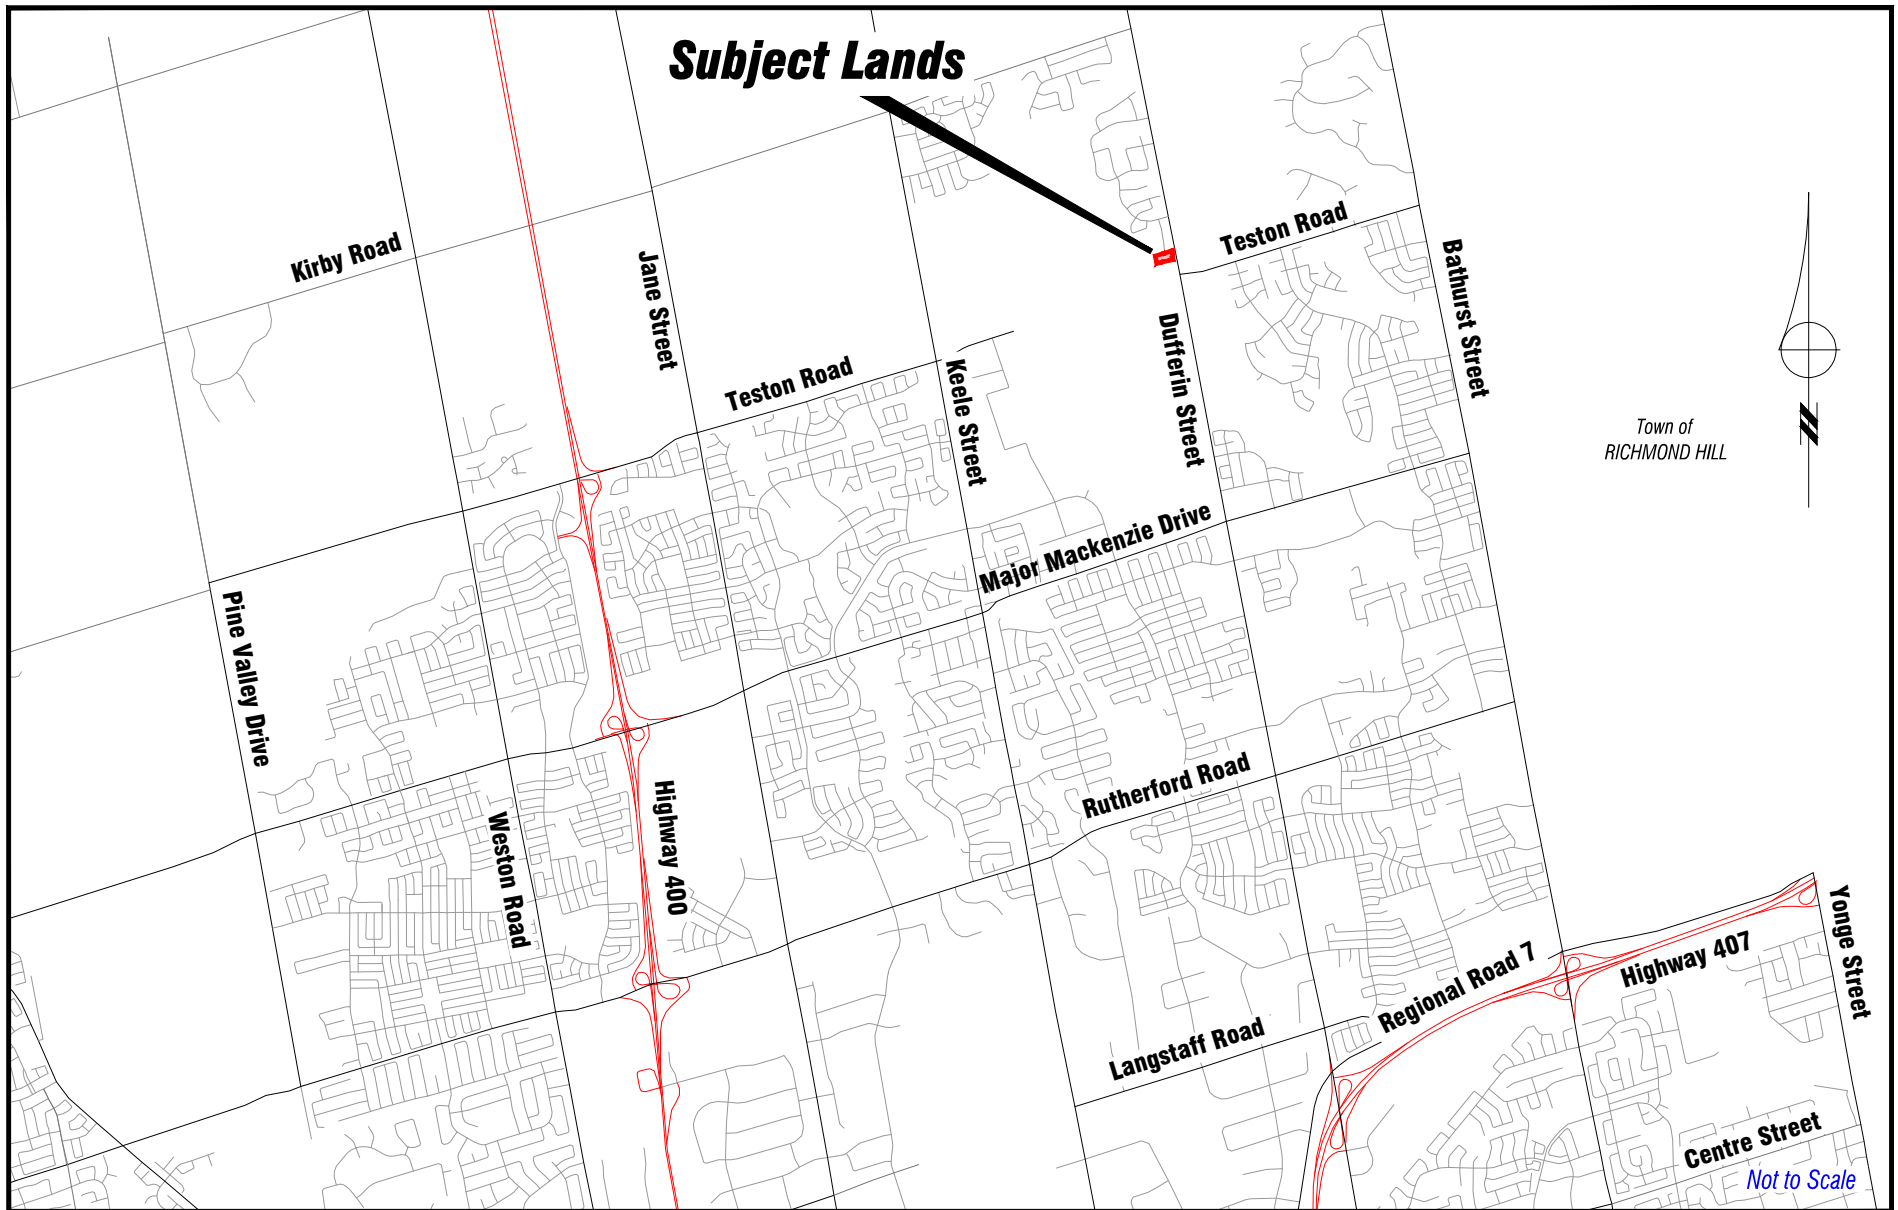 Subject Lands
Kirby Road
Jane Street
Teston Road
Teston Road
Bathurst Street
Dufferin Street
Keele Street
Town of
RICHMOND HILL
Major Mackenzie Drive
Pine Valley Drive
Weston Road
Highway 400
Rutherford Road
Yonge Street
Highway 407
Regional Road 7
Langstaff Road
Centre Street
Not to Scale